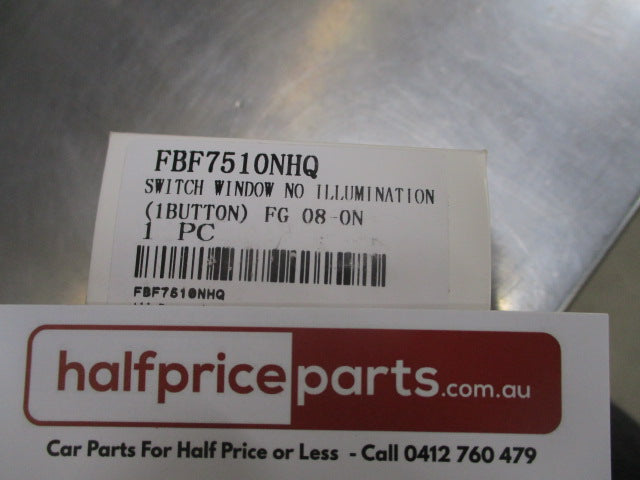 FBF7510NHQ
SWITCH WINDOW NO ILLUMINATION
(1BUTTON) FG 08-ON
1 PC
FBF7510NHQ
halfpriceparts.com.au
Car Parts For Half Price or Less - Call 0412 760 479